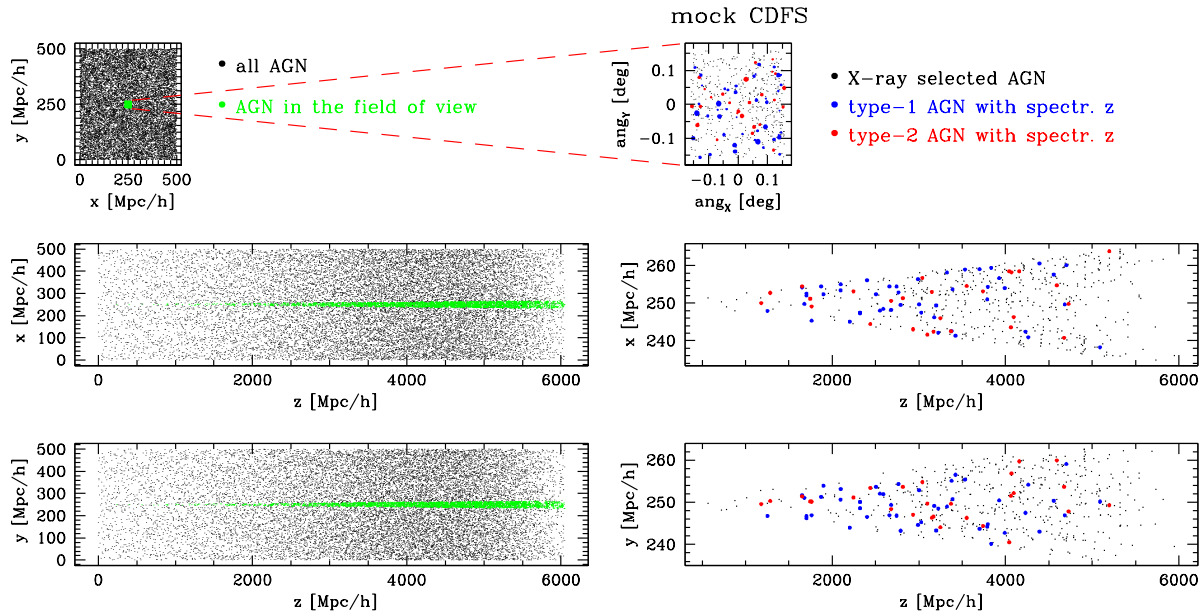 mock CDFS
500
250
0
y [Mpc/h]
0 250 500
x [Mpc/h]
all AGN
AGN in the field of view
0.1
0
−0.1
ang_Y [deg]
−0.1 0 0.1
ang_X [deg]
X-ray selected AGN
type-1 AGN with spectr. z
type-2 AGN with spectr. z
500
400
300
200
100
0
x [Mpc/h]
0 2000 4000 6000
z [Mpc/h]
260
250
240
x [Mpc/h]
2000 4000 6000
z [Mpc/h]
500
400
300
200
100
0
y [Mpc/h]
0 2000 4000 6000
z [Mpc/h]
260
250
240
y [Mpc/h]
2000 4000 6000
z [Mpc/h]